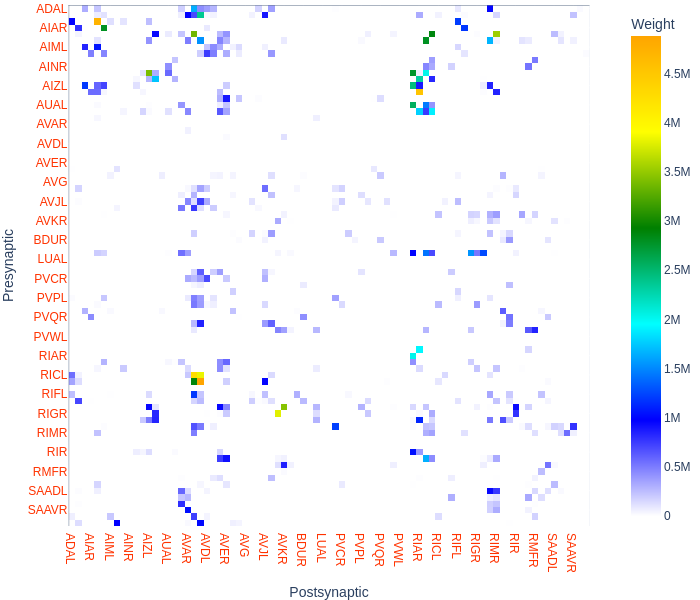 Weight
ADAL
AIAR
AIML
AINR
AIZL
AUAL
AVAR
AVDL
AVER
AVG
AVJL
AVKR
BDUR
LUAL
PVCR
PVPL
PVQR
PVWL
RIAR
RICL
RIFL
RIGR
RIMR
RIR
RMFR
SAADL
SAAVR
Presynaptic
4.5M
4M
3.5M
3M
2.5M
2M
1.5M
1M
0.5M
0
ADAL
AIAR
AIML
AINR
AIZL
AUAL
AVAR
AVDL
AVER
AVG
AVJL
AVKR
BDUR
LUAL
PVCR
PVPL
PVQR
PVWL
RIAR
RICL
RIFL
RIGR
RIMR
RIR
RMFR
SAADL
SAAVR
Postsynaptic